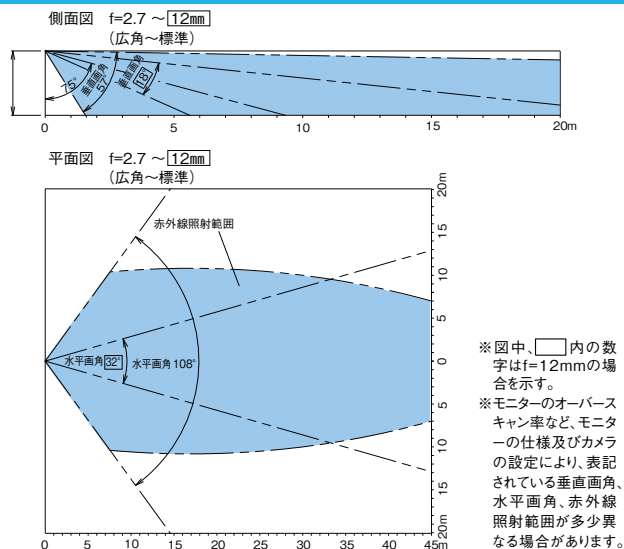 側面図 f=2.7 ～ 12mm
（広角～標準）
75°
垂直画角
57°
垂直画角
18°
0 5 10 15 20m
平面図 f=2.7 ～ 12mm
（広角～標準）
赤外線照射範囲
水平画角 32°
水平画角 108°
20m
15
10
5
0
5
10
15
20m
0 5 10 15 20 25 30 35 40 45m
※図中、 内の数
字はf=12mmの場
合を示す。
※モニターのオーバース
キャン率など、モニタ
ーの仕様及びカメラ
の設定により、表記
されている垂直画角、
水平画角、赤外線
照射範囲が多少異
なる場合があります。